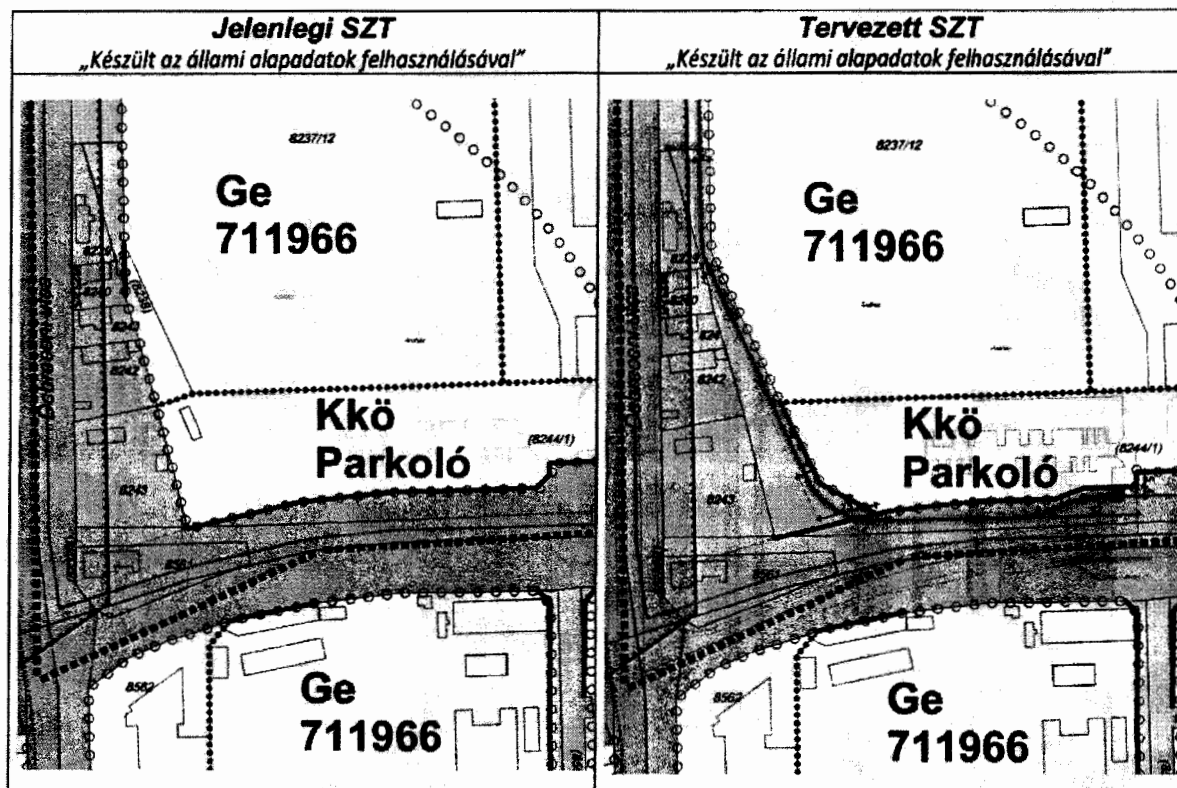 Jelenlegi SZT
„Készült az állami alapadatok felhasználásával”
8237/12
Ge
711966
(8238)
8242
Kkö
Parkoló
(8244/1)
8243
8562
Ge
711966
Tervezett SZT
„Készült az állami alapadatok felhasználásával”
8237/12
Ge
711966
8242
Kkö
Parkoló
(8244/1)
8243
8562
Ge
711966